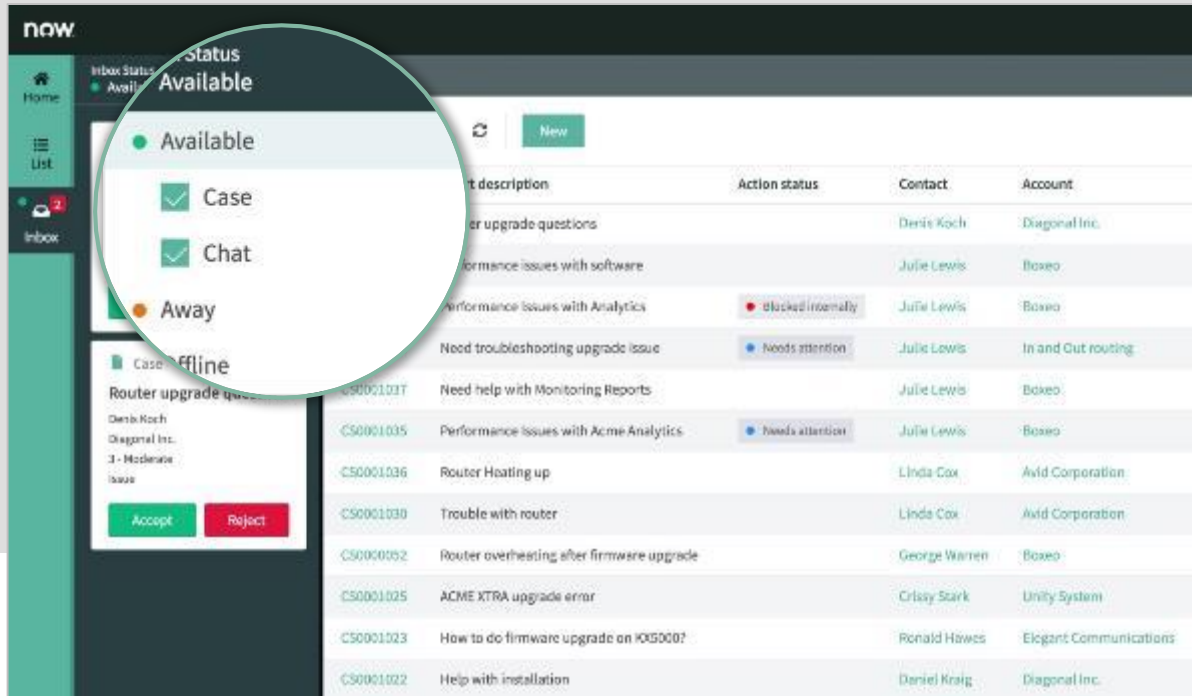 now
Home
List
2
Inbox
Inbox Status
Status
Available
Available
Case
Chat
Away
Offline
New
description
Action status
Contact
Account
upgrade questions
Denis Koch
Diagonal Inc.
issues with software
Julie Lewis
Boxeo
Performance Issues with Analytics
Blocked internally
Julie Lewis
Boxeo
Need troubleshooting upgrade issue
Needs attention
Julie Lewis
In and Out routing
CS0001037
Need help with Monitoring Reports
Julie Lewis
Boxeo
CS0001035
Performance Issues with Acme Analytics
Needs attention
Julie Lewis
Boxeo
CS0001036
Router Heating up
Linda Cox
Avid Corporation
CS0001030
Trouble with router
Linda Cox
Avid Corporation
CS0000052
Router overheating after firmware upgrade
George Warren
Boxeo
CS0001025
ACME XTRA upgrade error
Crissy Stark
Unity System
CS0001023
How to do firmware upgrade on KX5000?
Ronald Hawes
Elegant Communications
CS0001022
Help with installation
Daniel Kraig
Diagonal Inc.
Case
Router upgrade
Denis Koch
Diagonal Inc.
3 - Moderate
Issue
Accept
Reject